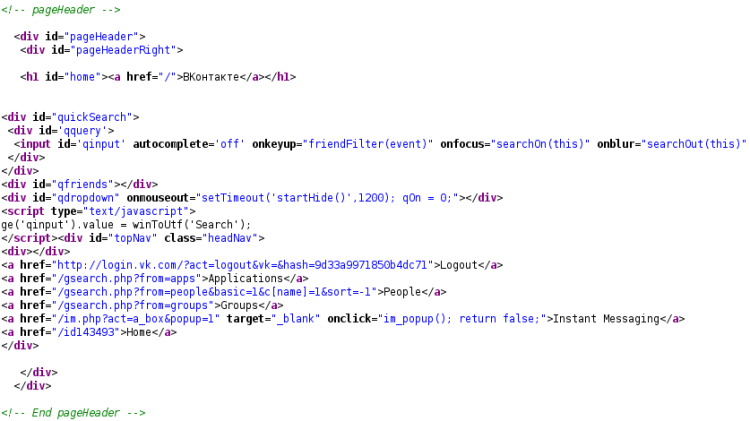 <!-- pageHeader -->
<div id="pageHeader">
<div id="pageHeaderRight">
<h1 id="home"><a href="/">ВКонтакте</a></h1>
<div id="quickSearch">
<div id='qquery'>
<input id='qinput' autocomplete='off' onkeyup="friendFilter(event)" onfocus="searchOn(this)" onblur="searchOut(this)"
</div>
</div>
<div id="qfriends"></div>
<div id="qdropdown" onmouseout="setTimeout('startHide()',1200); qOn = 0;"></div>
<script type="text/javascript">
ge('qinput').value = winToUtf('Search');
</script><div id="topNav" class="headNav">
<div></div>
<a href="http://login.vk.com/?act=logout&vk=&hash=9d33a9971850b4dc71">Logout</a>
<a href="/gsearch.php?from=apps">Applications</a>
<a href="/gsearch.php?from=people&basic=1&c[name]=1&sort=-1">People</a>
<a href="/gsearch.php?from=groups">Groups</a>
<a href="/im.php?act=a_box&popup=1" target="_blank" onclick="im_popup(); return false;">Instant Messaging</a>
<a href="/id143493">Home</a>
</div>
</div>
</div>
<!-- End pageHeader -->